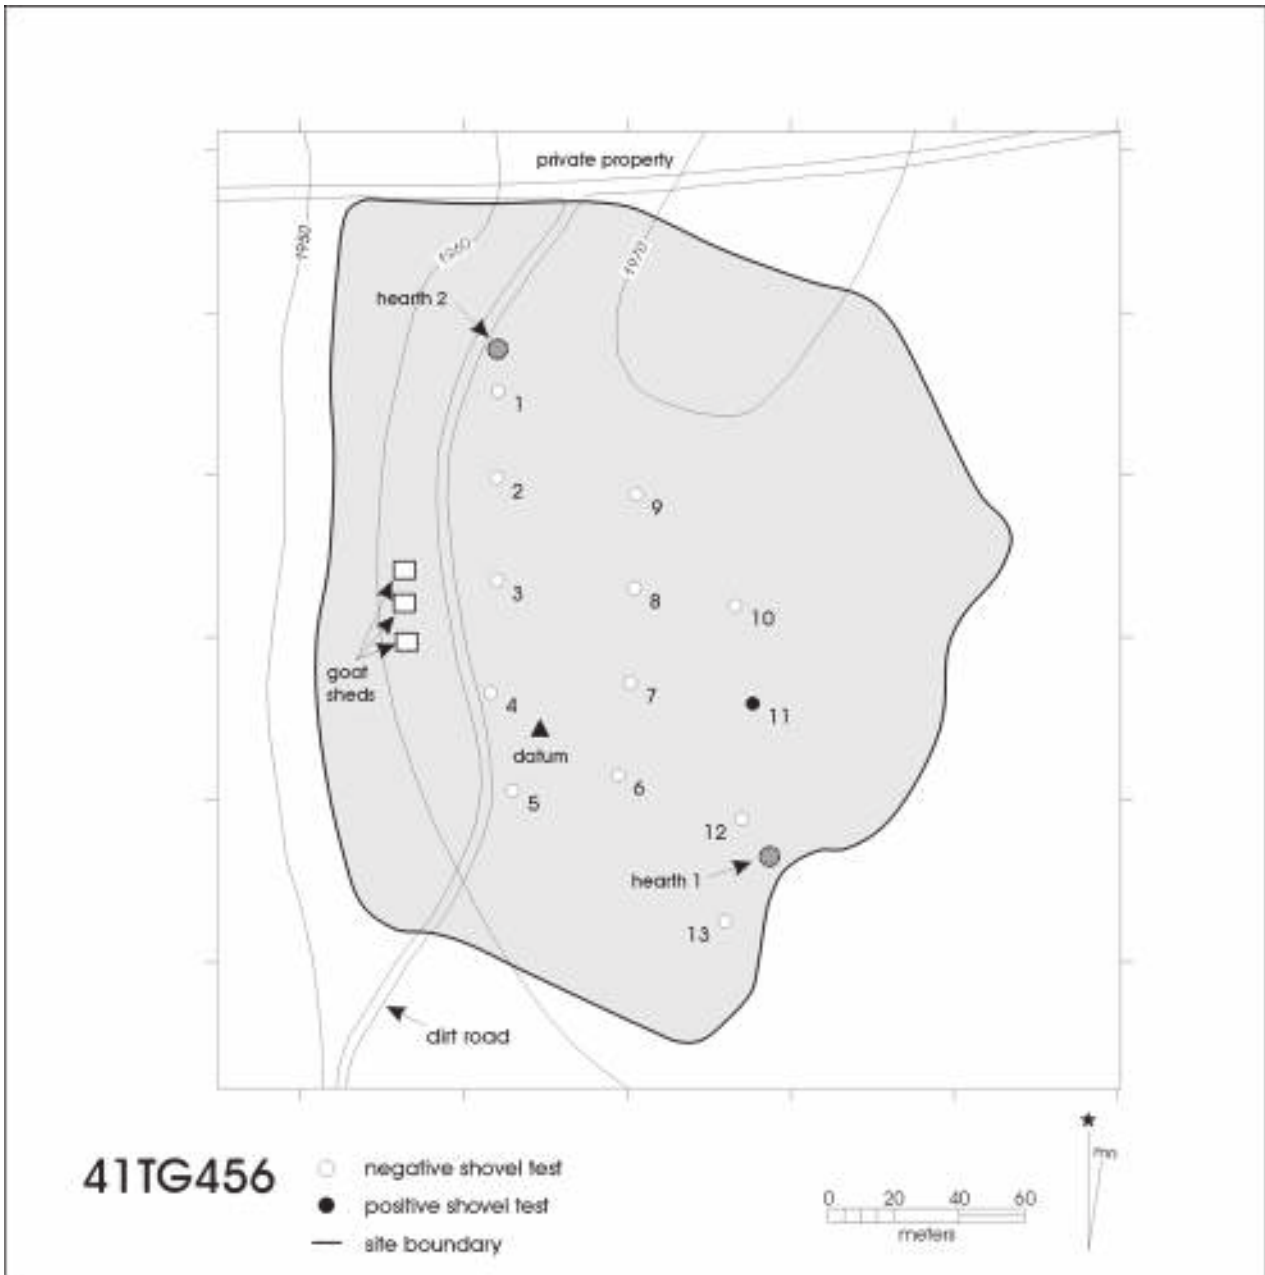 private property
1950
1960
1970
hearth 2
1
2
9
3
8
10
goat
sheds
7
4
11
datum
6
5
12
hearth 1
13
dirt road
mn
41TG456
negative shovel test
positive shovel test
site boundary
0 20 40 60
meters